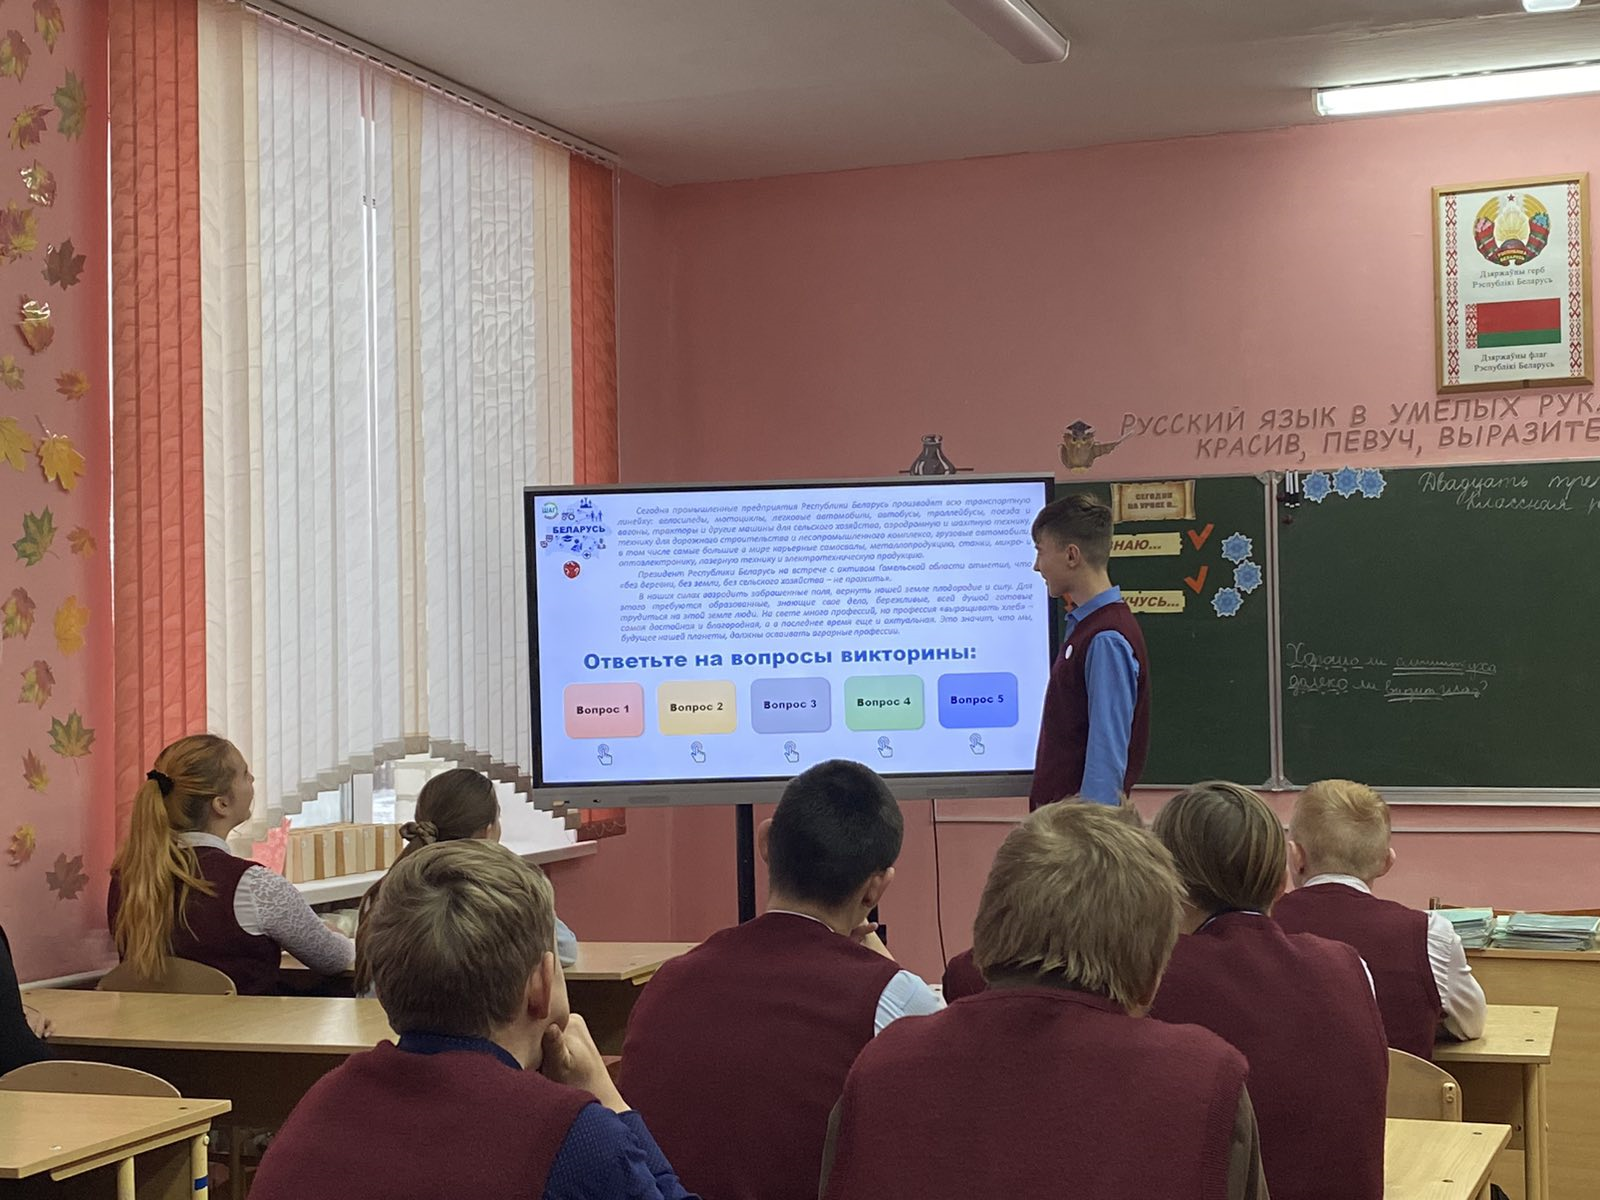 Дзяржаўны герб
Рэспублікі Беларусь
Дзяржаўны флаг
Рэспублікі Беларусь
РУССКИЙ ЯЗЫК В УМЕЛЫХ РУКА
КРАСИВ, ПЕВУЧ, ВЫРАЗИТЕ
ШАГ
БЕЛАРУСЬ
Сегодня промышленные предприятия Республики Беларусь производят всю транспортную
линейку: велосипеды, мотоциклы, легковые автомобили, автобусы, троллейбусы, поезда и
вагоны, тракторы и другие машины для сельского хозяйства, аэродромную и шахтную технику,
технику для дорожного строительства и лесопромышленного комплекса, грузовые автомобили,
в том числе самые большие в мире карьерные самосвалы, металлопродукцию, станки, микро- и
оптоэлектронику, лазерную технику и электротехническую продукцию.
Президент Республики Беларусь на встрече с активом Гомельской области отметил, что
«без деревни, без земли, без сельского хозяйства – не прожить».
В наших силах возродить заброшенные поля, вернуть нашей земле плодородие и силу. Для
этого требуются образованные, знающие свое дело, бережливые, всей душой готовые
трудиться на этой земле люди. На свете много профессий, но профессия «выращивать хлеб» –
самая достойная и благородная, а в последнее время еще и актуальная. Это значит, что мы,
будущее нашей планеты, должны осваивать аграрные профессии.
Ответьте на вопросы викторины:
Вопрос 1
Вопрос 2
Вопрос 3
Вопрос 4
Вопрос 5
СЕГОДНЯ
НА УРОКЕ Я...
НАЮ...
УЧУСЬ...
Двадцать тре
Классная р
Хорошо ли слышит уха
далеко ли видит глаз?